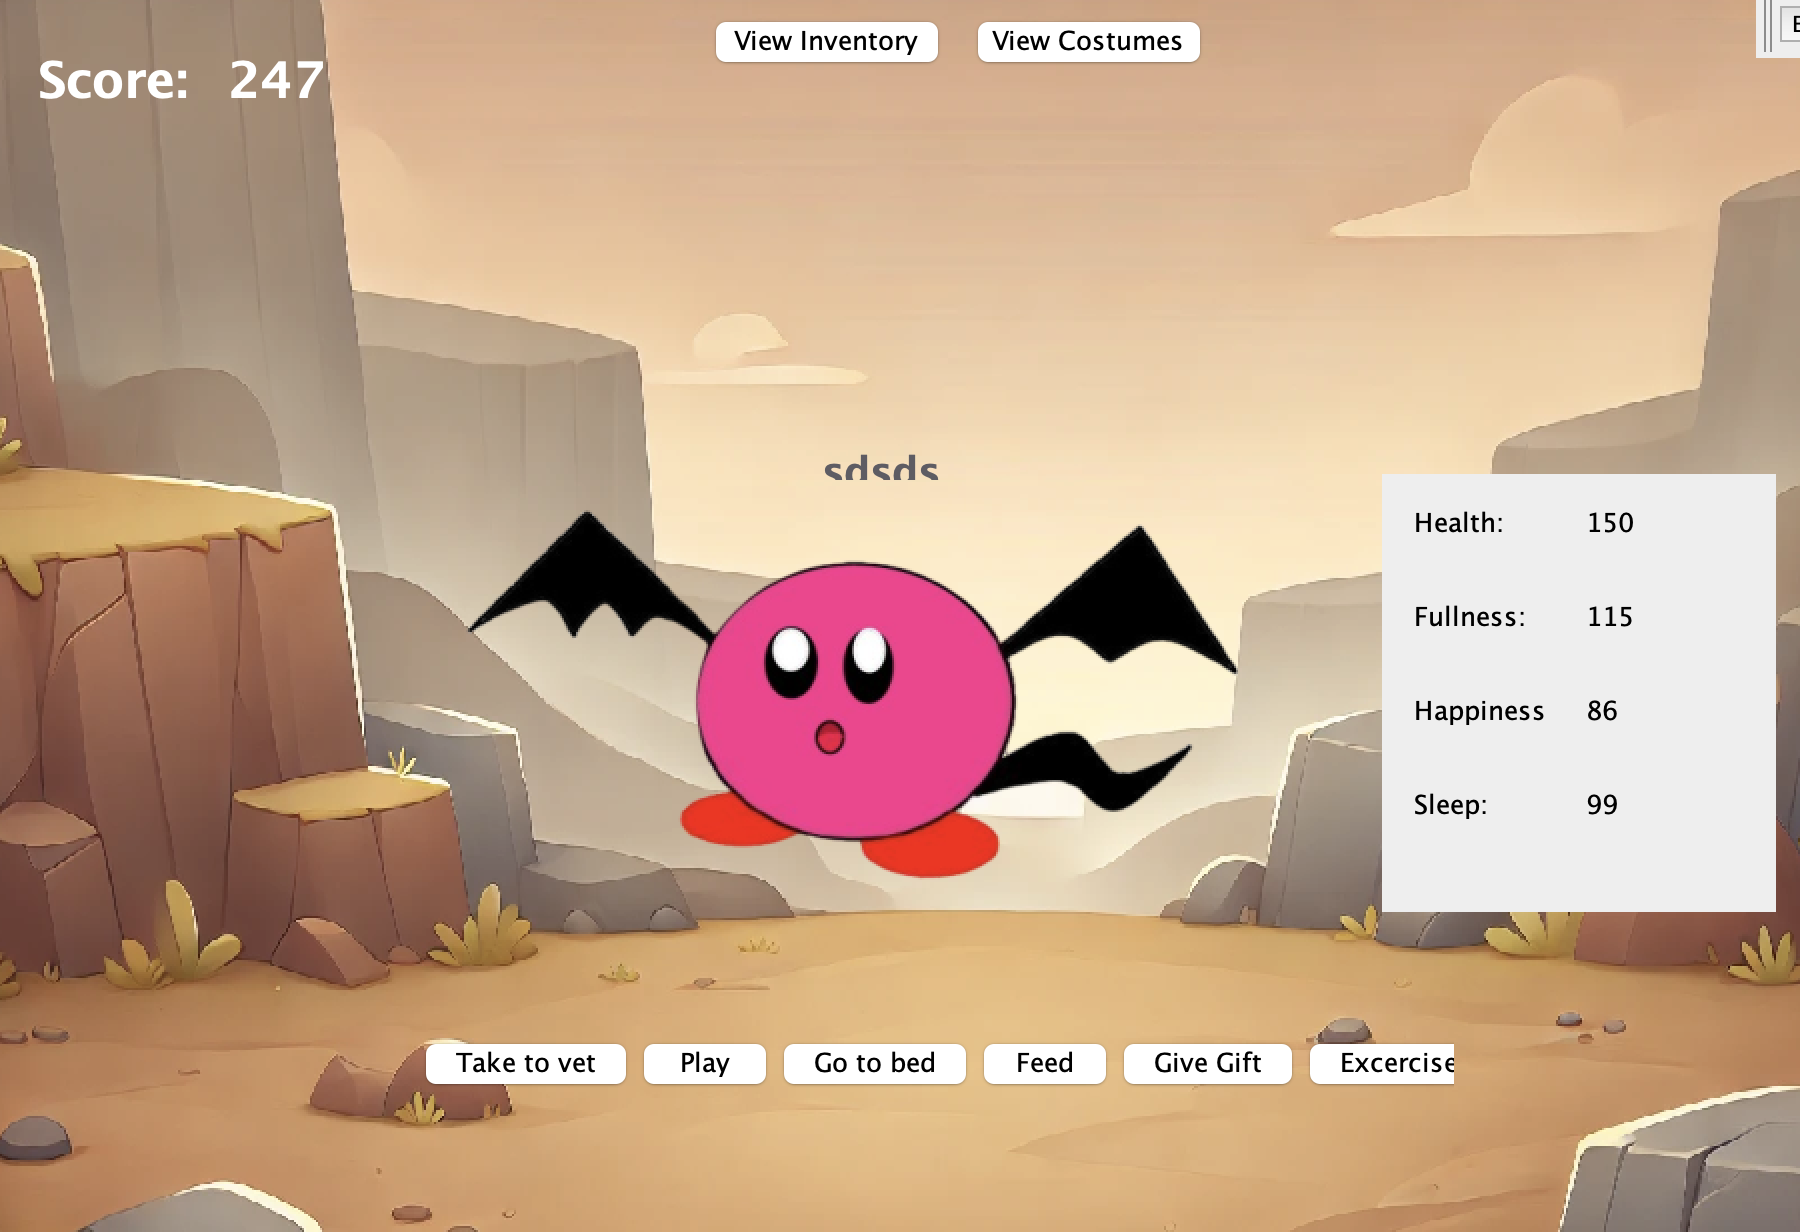 View Inventory View Costumes
Score: 247
sdsds
Health: 150
Fullness: 115
Happiness 86
Sleep: 99
Take to vet Play Go to bed Feed Give Gift Excercise